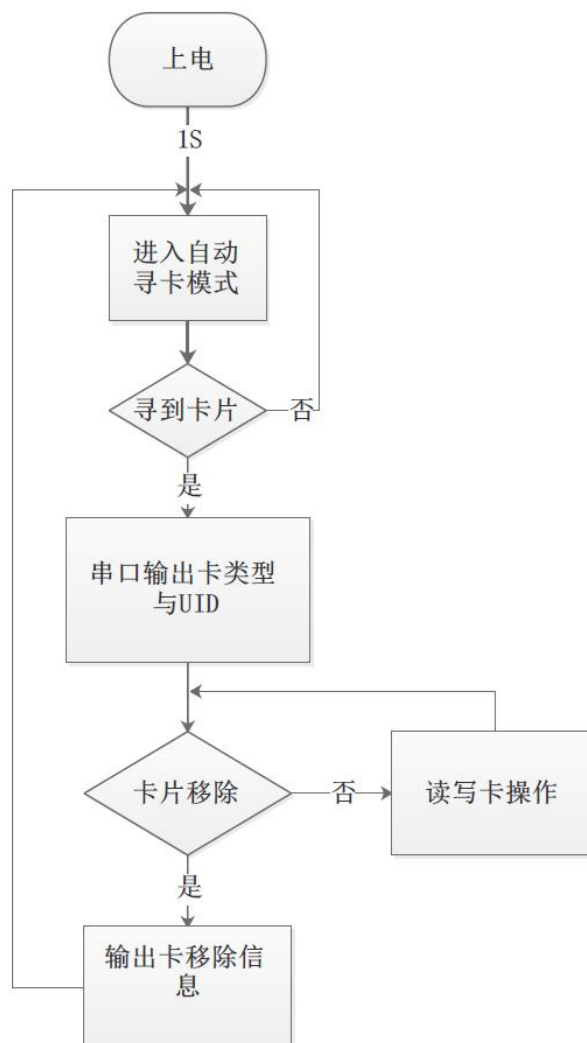 上电
1S
进入自动
寻卡模式
寻到卡片
否
是
串口输出卡类型
与UID
卡片移除
否
读写卡操作
是
输出卡移除信
息